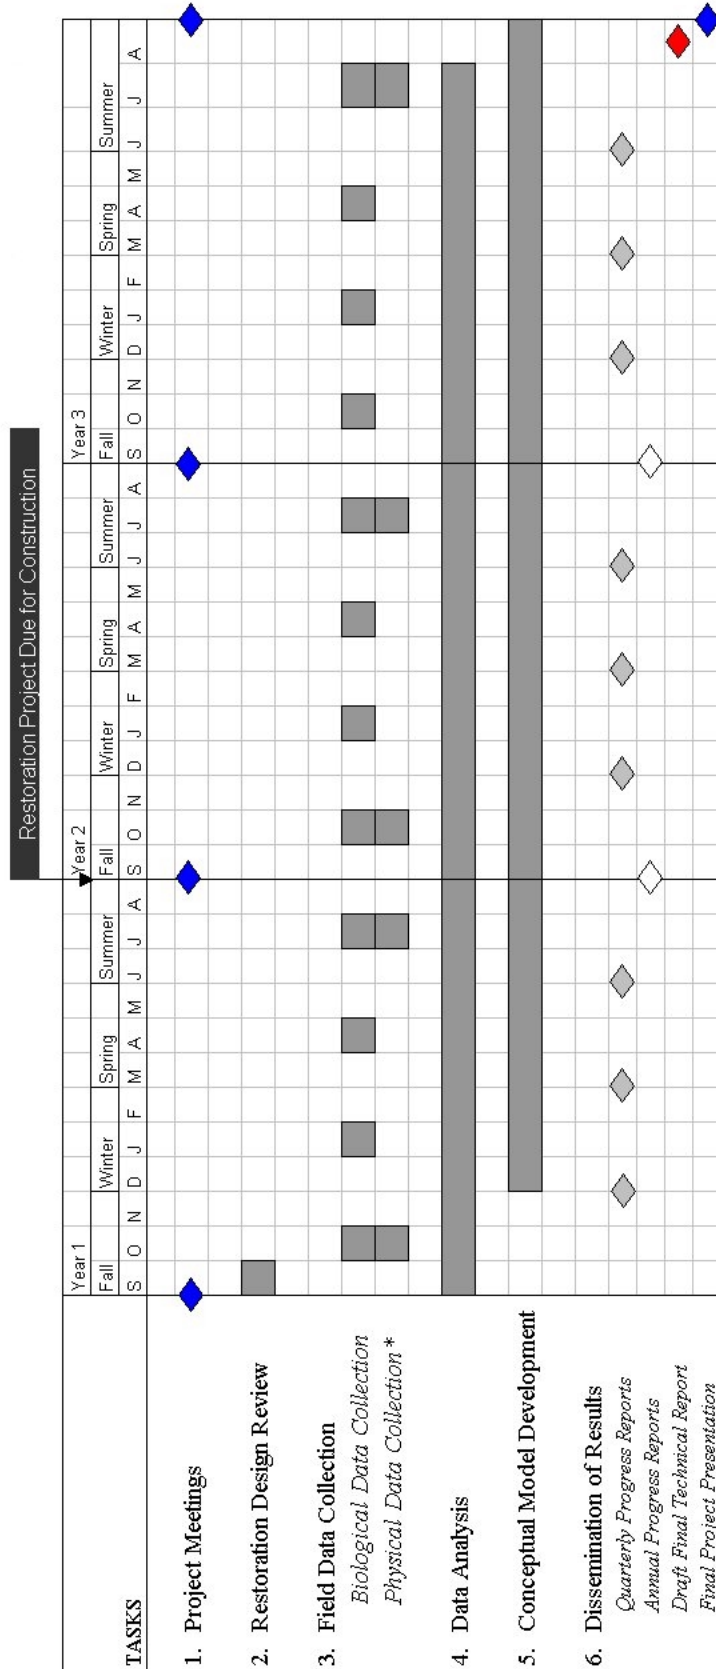 Restoration Project Due for Construction
Year 1 Year 2 Year 3
Fall Winter Spring Summer Fall Winter Spring Summer Fall Winter Spring Summer
TASKS S O N D J F M A M J J A S O N D J F M A M J J A S O N D J F M A M J J A
1. Project Meetings
2. Restoration Design Review
3. Field Data Collection
Biological Data Collection
Physical Data Collection *
4. Data Analysis
5. Conceptual Model Development
6. Dissemination of Results
Quarterly Progress Reports
Annual Progress Reports
Draft Final Technical Report
Final Project Presentation